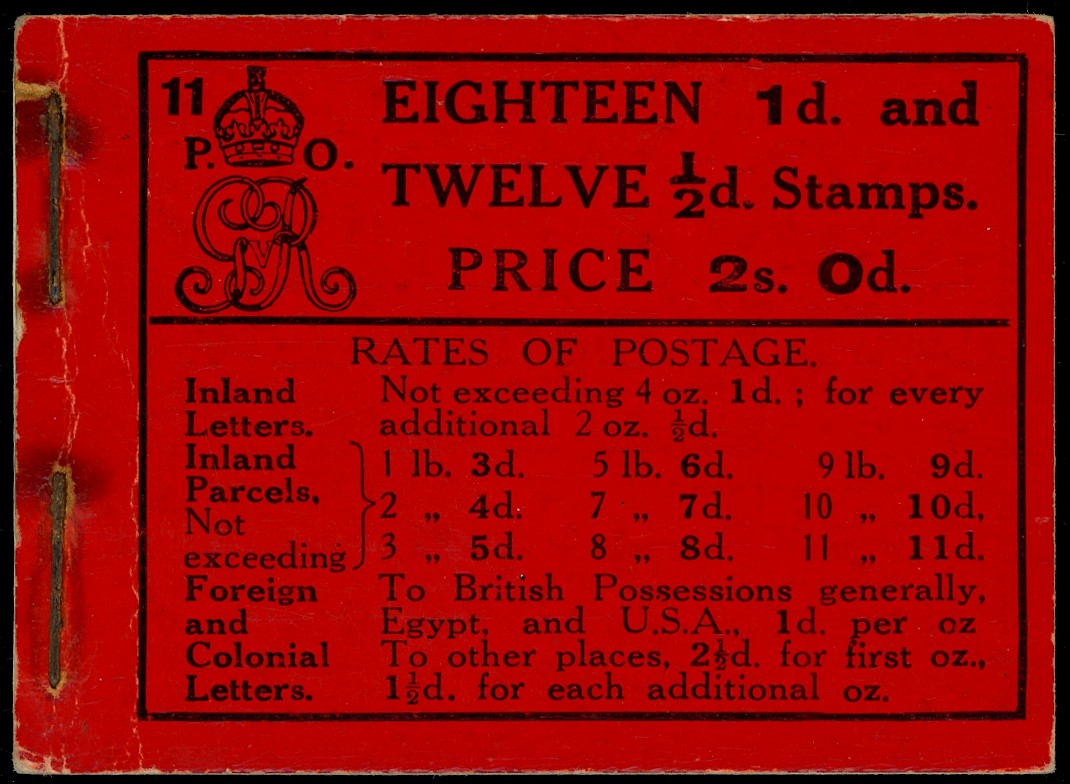 11
P. O.
GVR
EIGHTEEN 1d. and
TWELVE ½d. Stamps.
PRICE 2s. 0d.
RATES OF POSTAGE.
Inland Letters. Not exceeding 4 oz. 1d. ; for every
additional 2 oz. ½d.
Inland Parcels, Not exceeding
1 lb. 3d. 5 lb. 6d. 9 lb. 9d.
2 „ 4d. 7 „ 7d. 10 „ 10d.
3 „ 5d. 8 „ 8d. 11 „ 11d.
Foreign and Colonial Letters. To British Possessions generally,
Egypt, and U.S.A., 1d. per oz
To other places, 2½d. for first oz.,
1½d. for each additional oz.